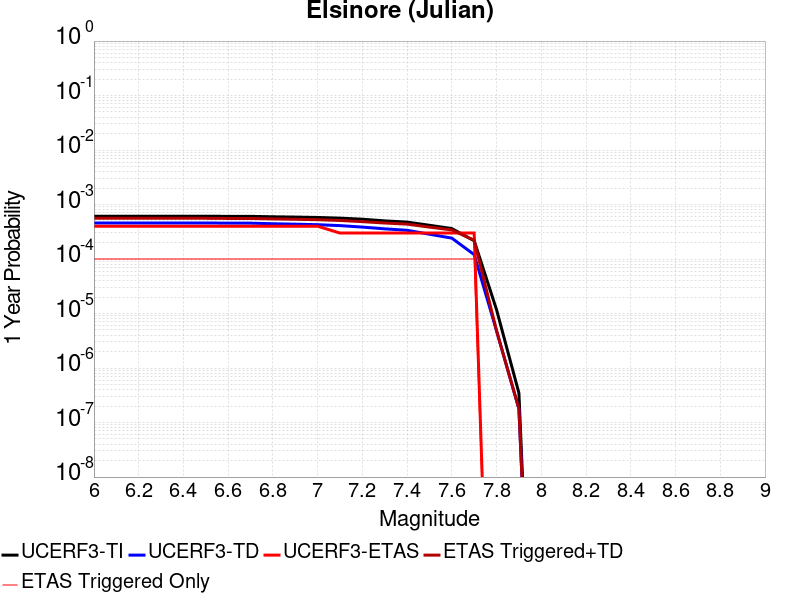 Elsinore (Julian)
10^0
10^-1
10^-2
10^-3
10^-4
10^-5
10^-6
10^-7
10^-8
1 Year Probability
6 6.2 6.4 6.6 6.8 7 7.2 7.4 7.6 7.8 8 8.2 8.4 8.6 8.8 9
Magnitude
UCERF3-TI UCERF3-TD UCERF3-ETAS ETAS Triggered+TD
ETAS Triggered Only